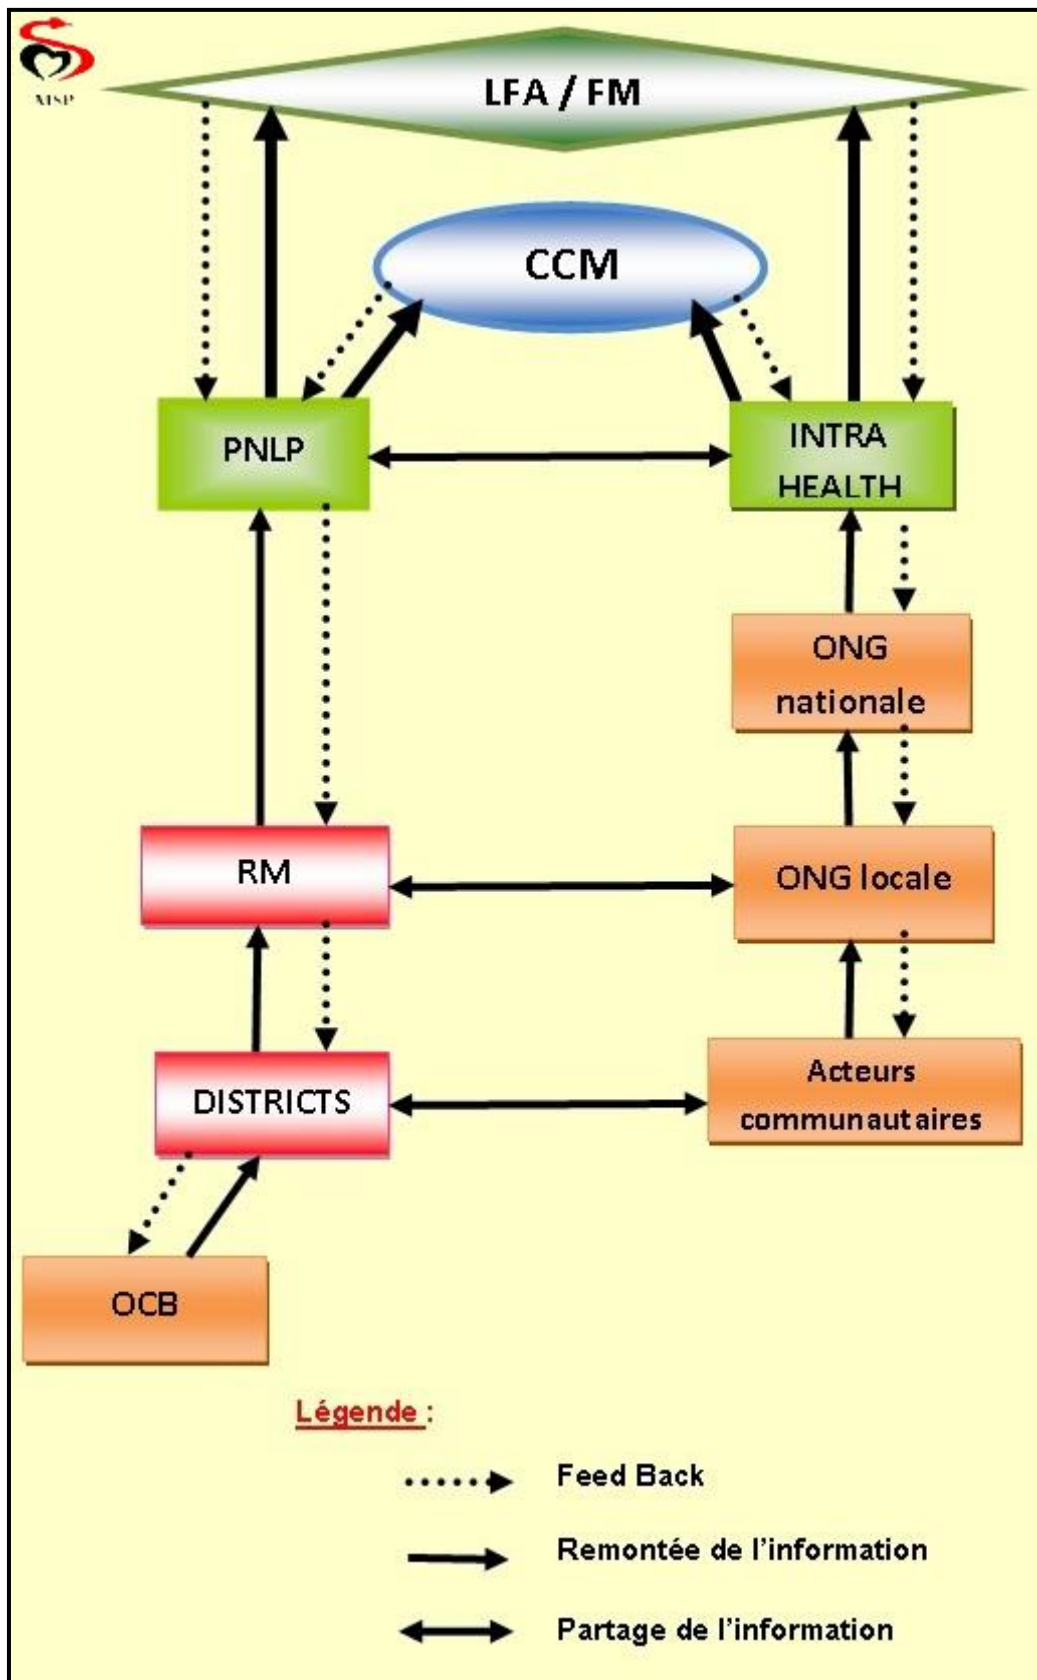 MSP
LFA / FM
CCM
PNLP
INTRA
HEALTH
ONG
nationale
RM
ONG locale
DISTRICTS
Acteurs
communautaires
OCB
Légende :
Feed Back
Remontée de l'information
Partage de l'information